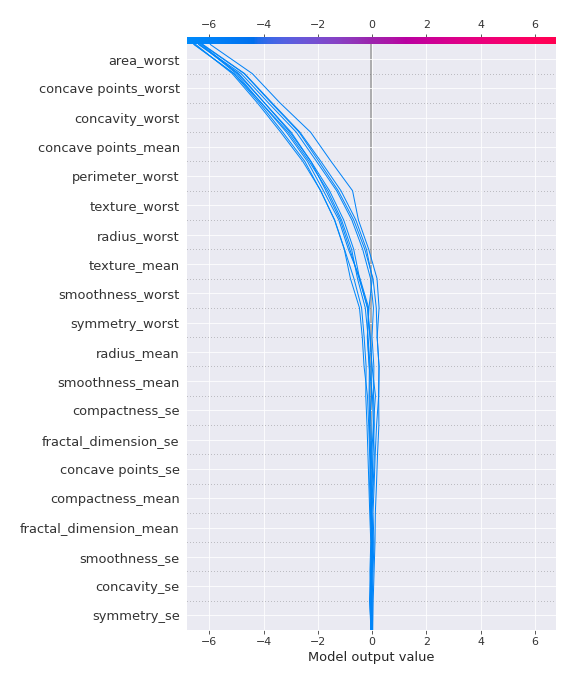 −6 −4 −2 0 2 4 6
area_worst
concave points_worst
concavity_worst
concave points_mean
perimeter_worst
texture_worst
radius_worst
texture_mean
smoothness_worst
symmetry_worst
radius_mean
smoothness_mean
compactness_se
fractal_dimension_se
concave points_se
compactness_mean
fractal_dimension_mean
smoothness_se
concavity_se
symmetry_se
−6 −4 −2 0 2 4 6
Model output value